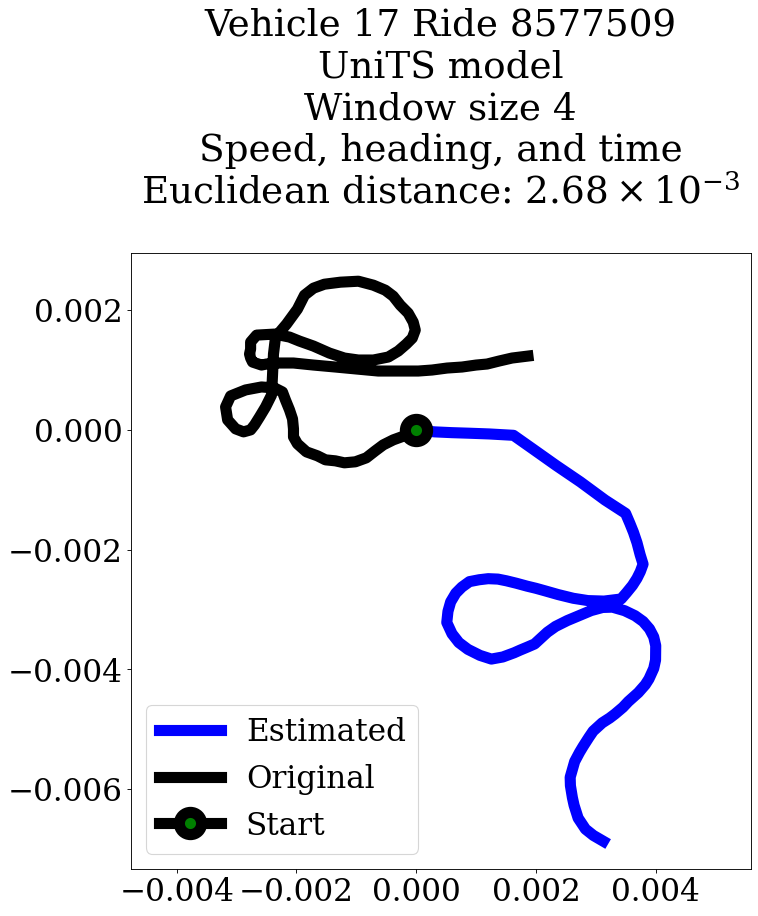 Vehicle 17 Ride 8577509
UniTS model
Window size 4
Speed, heading, and time
Euclidean distance: 2.68 × 10⁻³
0.002
0.000
−0.002
−0.004
−0.006
Estimated
Original
Start
−0.004 −0.002 0.000 0.002 0.004